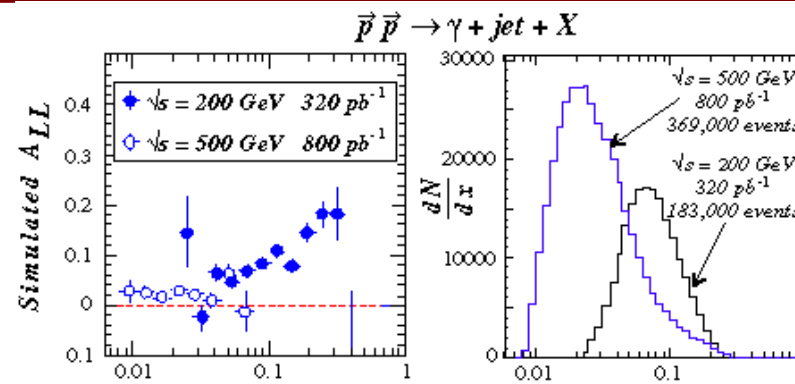 p⃗ p⃗ → γ + jet + X
Simulated A_LL
0.4
0.3
0.2
0.1
0
0.1
0.01
0.1
1
√s = 200 GeV 320 pb⁻¹
√s = 500 GeV 800 pb⁻¹
dN
dx
30000
20000
10000
0
0.01
0.1
√s = 500 GeV
800 pb⁻¹
369,000 events
√s = 200 GeV
320 pb⁻¹
183,000 events